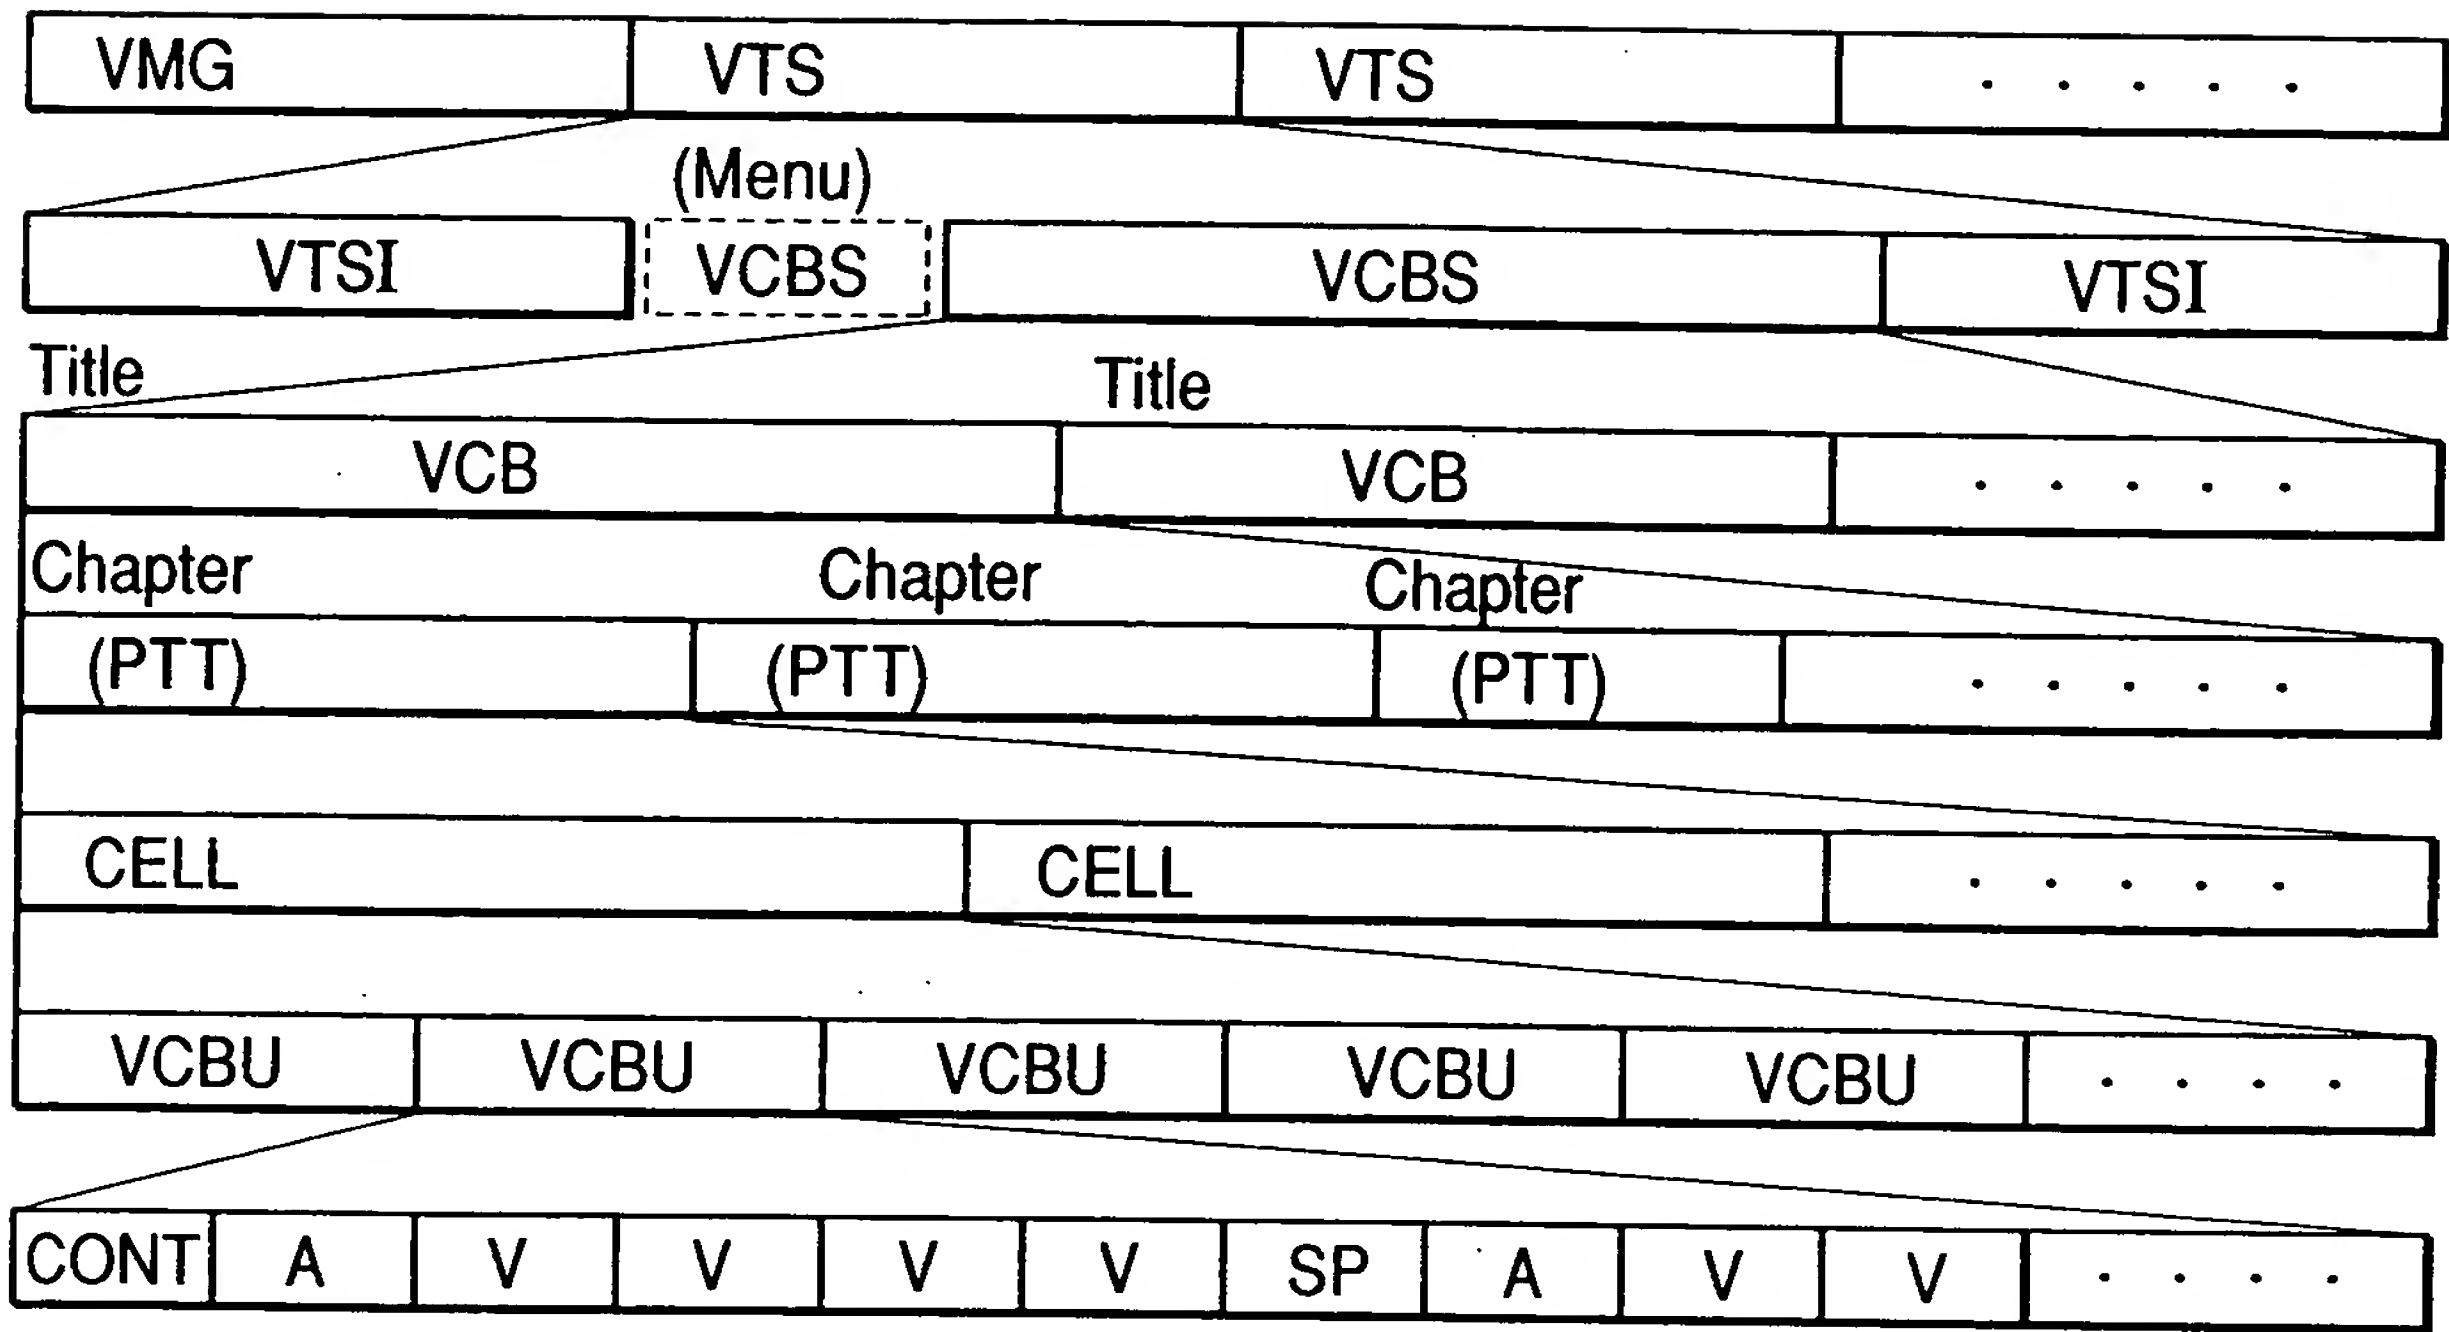 VMG VTS VTS . . . . .
(Menu)
VTSI VCBS VCBS VTSI
Title Title
VCB VCB . . . . .
Chapter Chapter Chapter
(PTT) (PTT) (PTT) . . . . .
CELL CELL . . . . .
VCBU VCBU VCBU VCBU VCBU . . . .
CONT A V V V V SP A V V . . . .